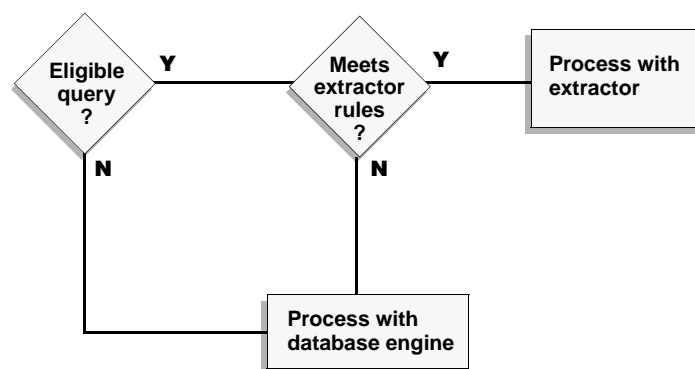 Eligible
query
?
Y
Meets
extractor
rules
?
Y
Process with
extractor
N
N
Process with
database engine